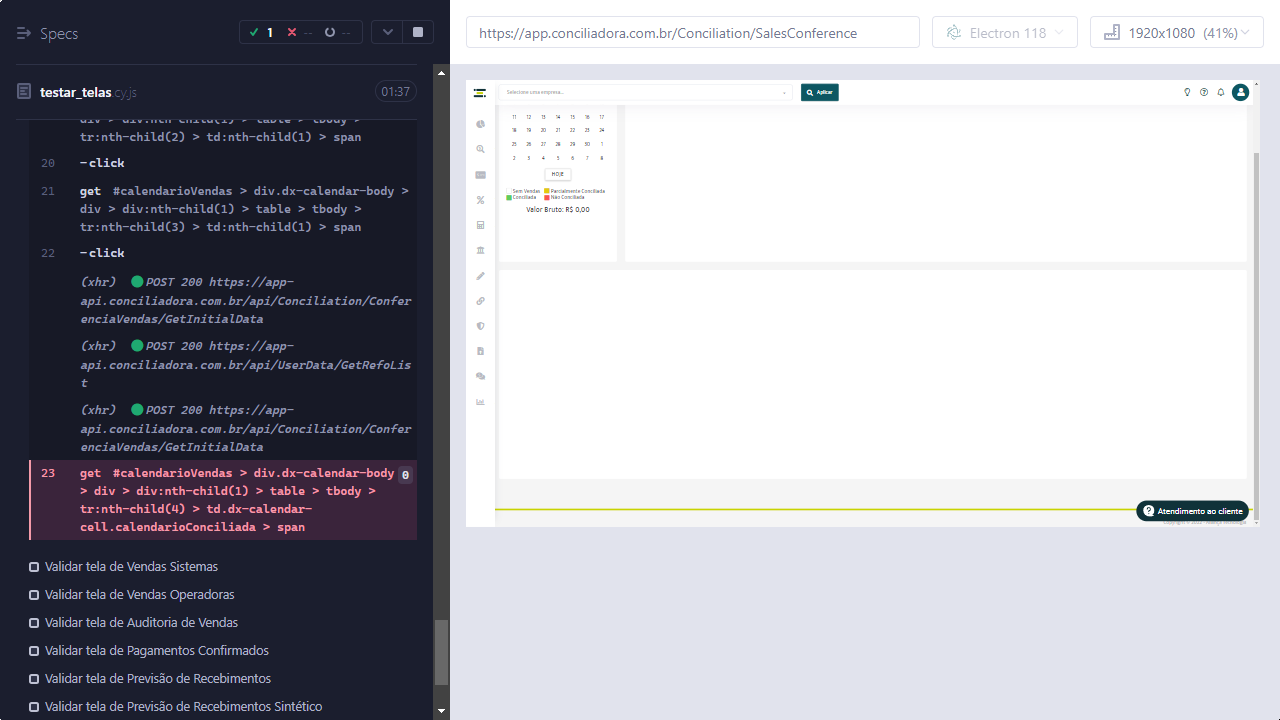 Specs
1
--
--
testar_telas.cy.js
01:37
div > div:nth-child(1) > table > tbody >
tr:nth-child(2) > td:nth-child(1) > span
20 -click
21 get #calendarioVendas > div.dx-calendar-body >
div > div:nth-child(1) > table > tbody >
tr:nth-child(3) > td:nth-child(1) > span
22 -click
(xhr) POST 200 https://app-
api.conciliadora.com.br/api/Conciliation/Confer
enciaVendas/GetInitialData
(xhr) POST 200 https://app-
api.conciliadora.com.br/api/UserData/GetRefoLis
t
(xhr) POST 200 https://app-
api.conciliadora.com.br/api/Conciliation/Confer
enciaVendas/GetInitialData
23 get #calendarioVendas > div.dx-calendar-body 0
> div > div:nth-child(1) > table > tbody >
tr:nth-child(4) > td.dx-calendar-
cell.calendarioConciliada > span
Validar tela de Vendas Sistemas
Validar tela de Vendas Operadoras
Validar tela de Auditoria de Vendas
Validar tela de Pagamentos Confirmados
Validar tela de Previsão de Recebimentos
Validar tela de Previsão de Recebimentos Sintético
https://app.conciliadora.com.br/Conciliation/SalesConference
Electron 118
1920x1080 (41%)
Selecione uma empresa...
Aplicar
11 12 13 14 15 16 17
18 19 20 21 22 23 24
25 26 27 28 29 30 1
2 3 4 5 6 7 8
HOJE
Sem Vendas Parcialmente Conciliada
Conciliada Não Conciliada
Valor Bruto: R$ 0,00
Atendimento ao cliente